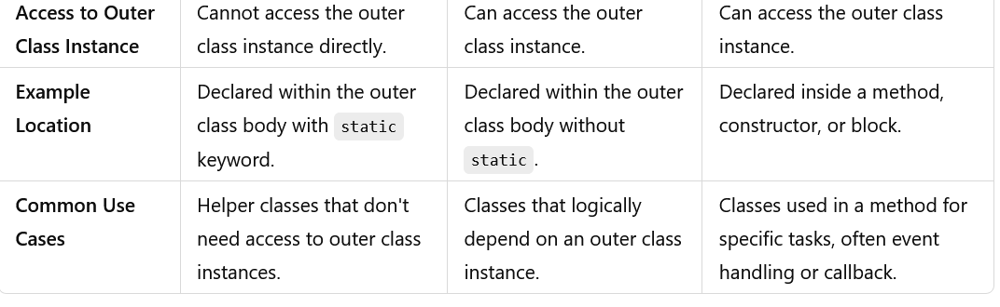 Access to Outer Class Instance
Cannot access the outer class instance directly.
Can access the outer class instance.
Can access the outer class instance.
Example Location
Declared within the outer class body with static keyword.
Declared within the outer class body without static.
Declared inside a method, constructor, or block.
Common Use Cases
Helper classes that don't need access to outer class instances.
Classes that logically depend on an outer class instance.
Classes used in a method for specific tasks, often event handling or callback.